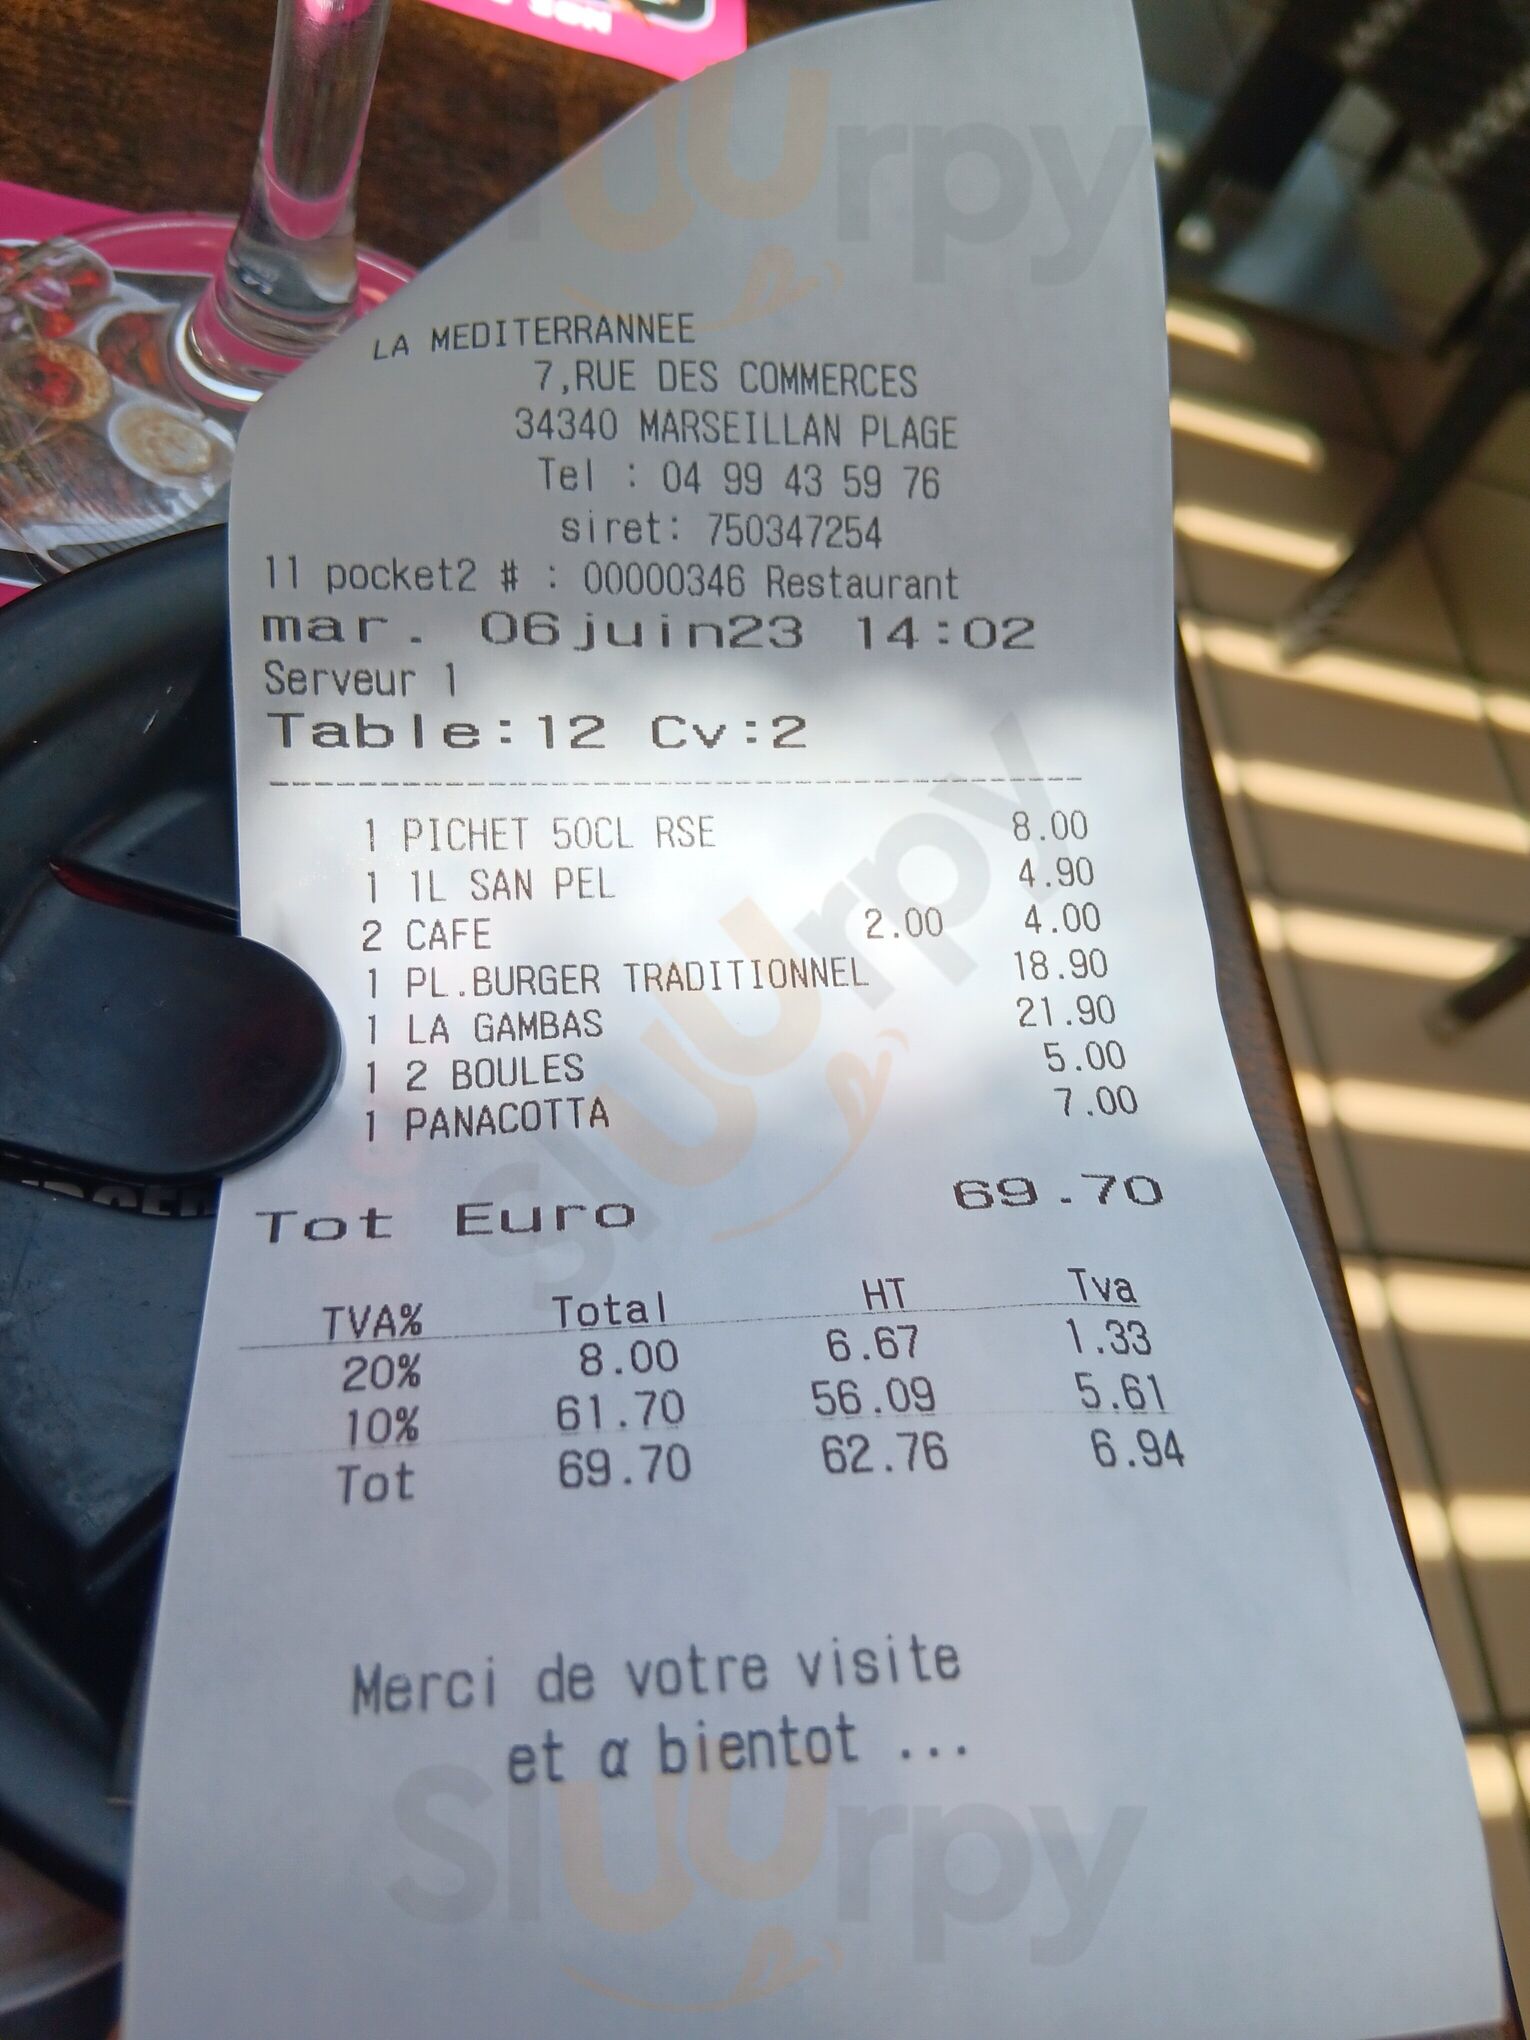 LA MEDITERRANNEE
7,RUE DES COMMERCES
34340 MARSEILLAN PLAGE
Tel : 04 99 43 59 76
siret: 750347254
11 pocket2 # : 00000346 Restaurant
mar. 06juin23 14:02
Serveur 1
Table:12 Cv:2
1 PICHET 50CL RSE 8.00
1 1L SAN PEL 4.90
2 CAFE 2.00 4.00
1 PL.BURGER TRADITIONNEL 18.90
1 LA GAMBAS 21.90
1 2 BOULES 5.00
1 PANACOTTA 7.00
Tot Euro 69.70
TVA% Total HT Tva
20% 8.00 6.67 1.33
10% 61.70 56.09 5.61
Tot 69.70 62.76 6.94
Merci de votre visite
et α bientot ...
Sluurpy
Sluurpy
Sluurpy